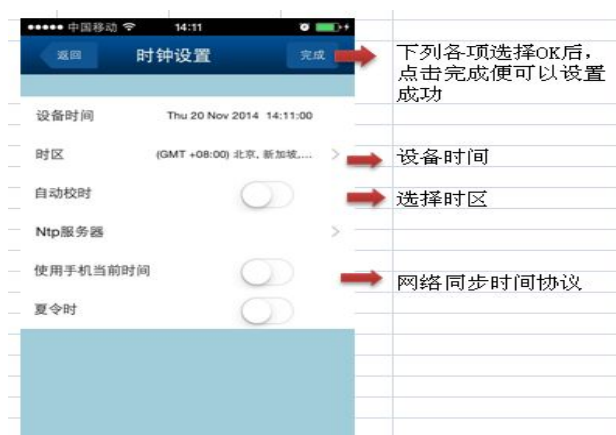 中国移动 14:11
返回 时钟设置 完成
下列各项选择OK后，
点击完成便可以设置
成功
设备时间 Thu 20 Nov 2014 14:11:00
时区 (GMT +08:00) 北京, 新加坡,...
设备时间
自动校时
选择时区
Ntp服务器
使用手机当前时间
网络同步时间协议
夏令时